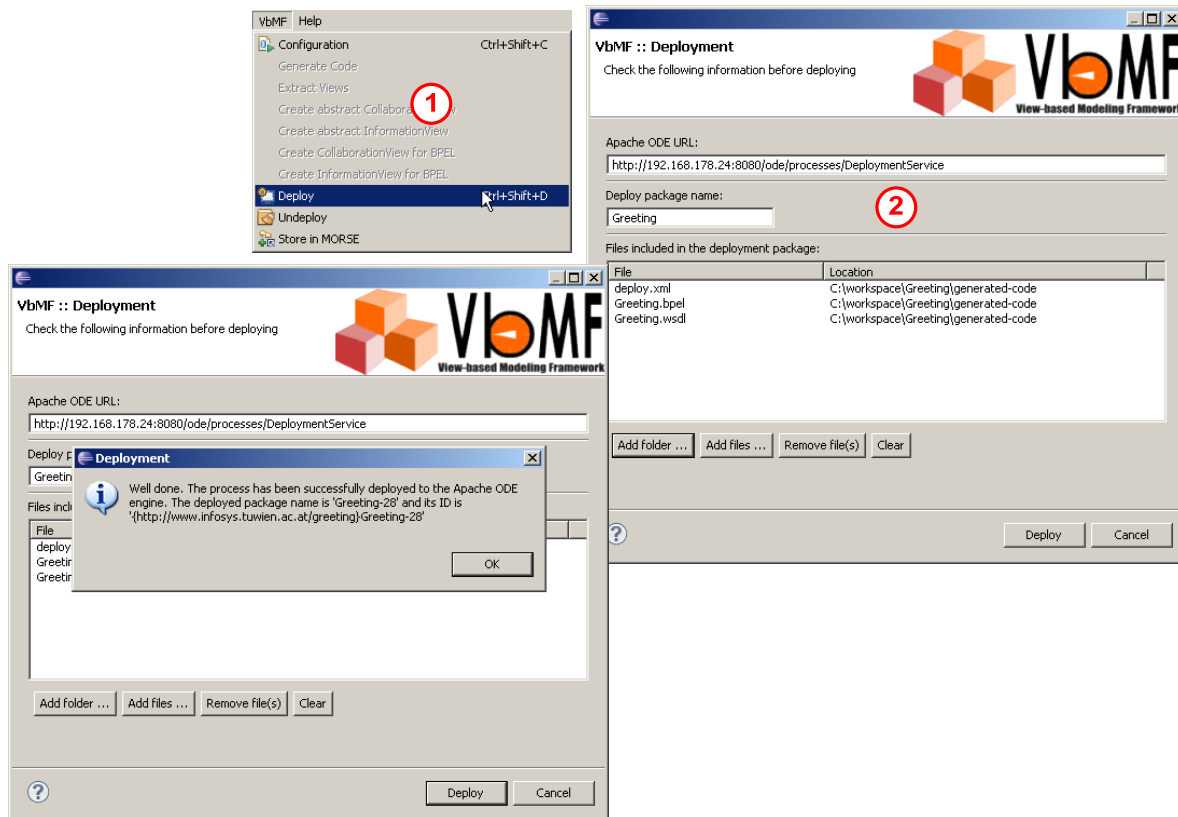 VbMF Help
Configuration Ctrl+Shift+C
Generate Code
Extract Views
Create abstract
1
Create abstract InformationView
Create CollaborationView for BPEL
Create InformationView for BPEL
Deploy Ctrl+Shift+D
Undeploy
Store in MORSE
VbMF :: Deployment
Check the following information before deploying
VbMF
View-based Modeling Framework
Apache ODE URL:
http://192.168.178.24:8080/ode/processes/DeploymentService
Deploy package name:
Greeting
2
Files included in the deployment package:
File Location
deploy.xml C:\workspace\Greeting\generated-code
Greeting.bpel C:\workspace\Greeting\generated-code
Greeting.wsdl C:\workspace\Greeting\generated-code
Add folder ... Add files ... Remove file(s) Clear
? Deploy Cancel
VbMF :: Deployment
Check the following information before deploying
VbMF
View-based Modeling Framework
Apache ODE URL:
http://192.168.178.24:8080/ode/processes/DeploymentService
Deploy
Deployment
Well done. The process has been successfully deployed to the Apache ODE
engine. The deployed package name is 'Greeting-28' and its ID is
'{http://www.infosys.tuwien.ac.at/greeting}Greeting-28'
OK
Files
File
deploy
Add folder ... Add files ... Remove file(s) Clear
? Deploy Cancel